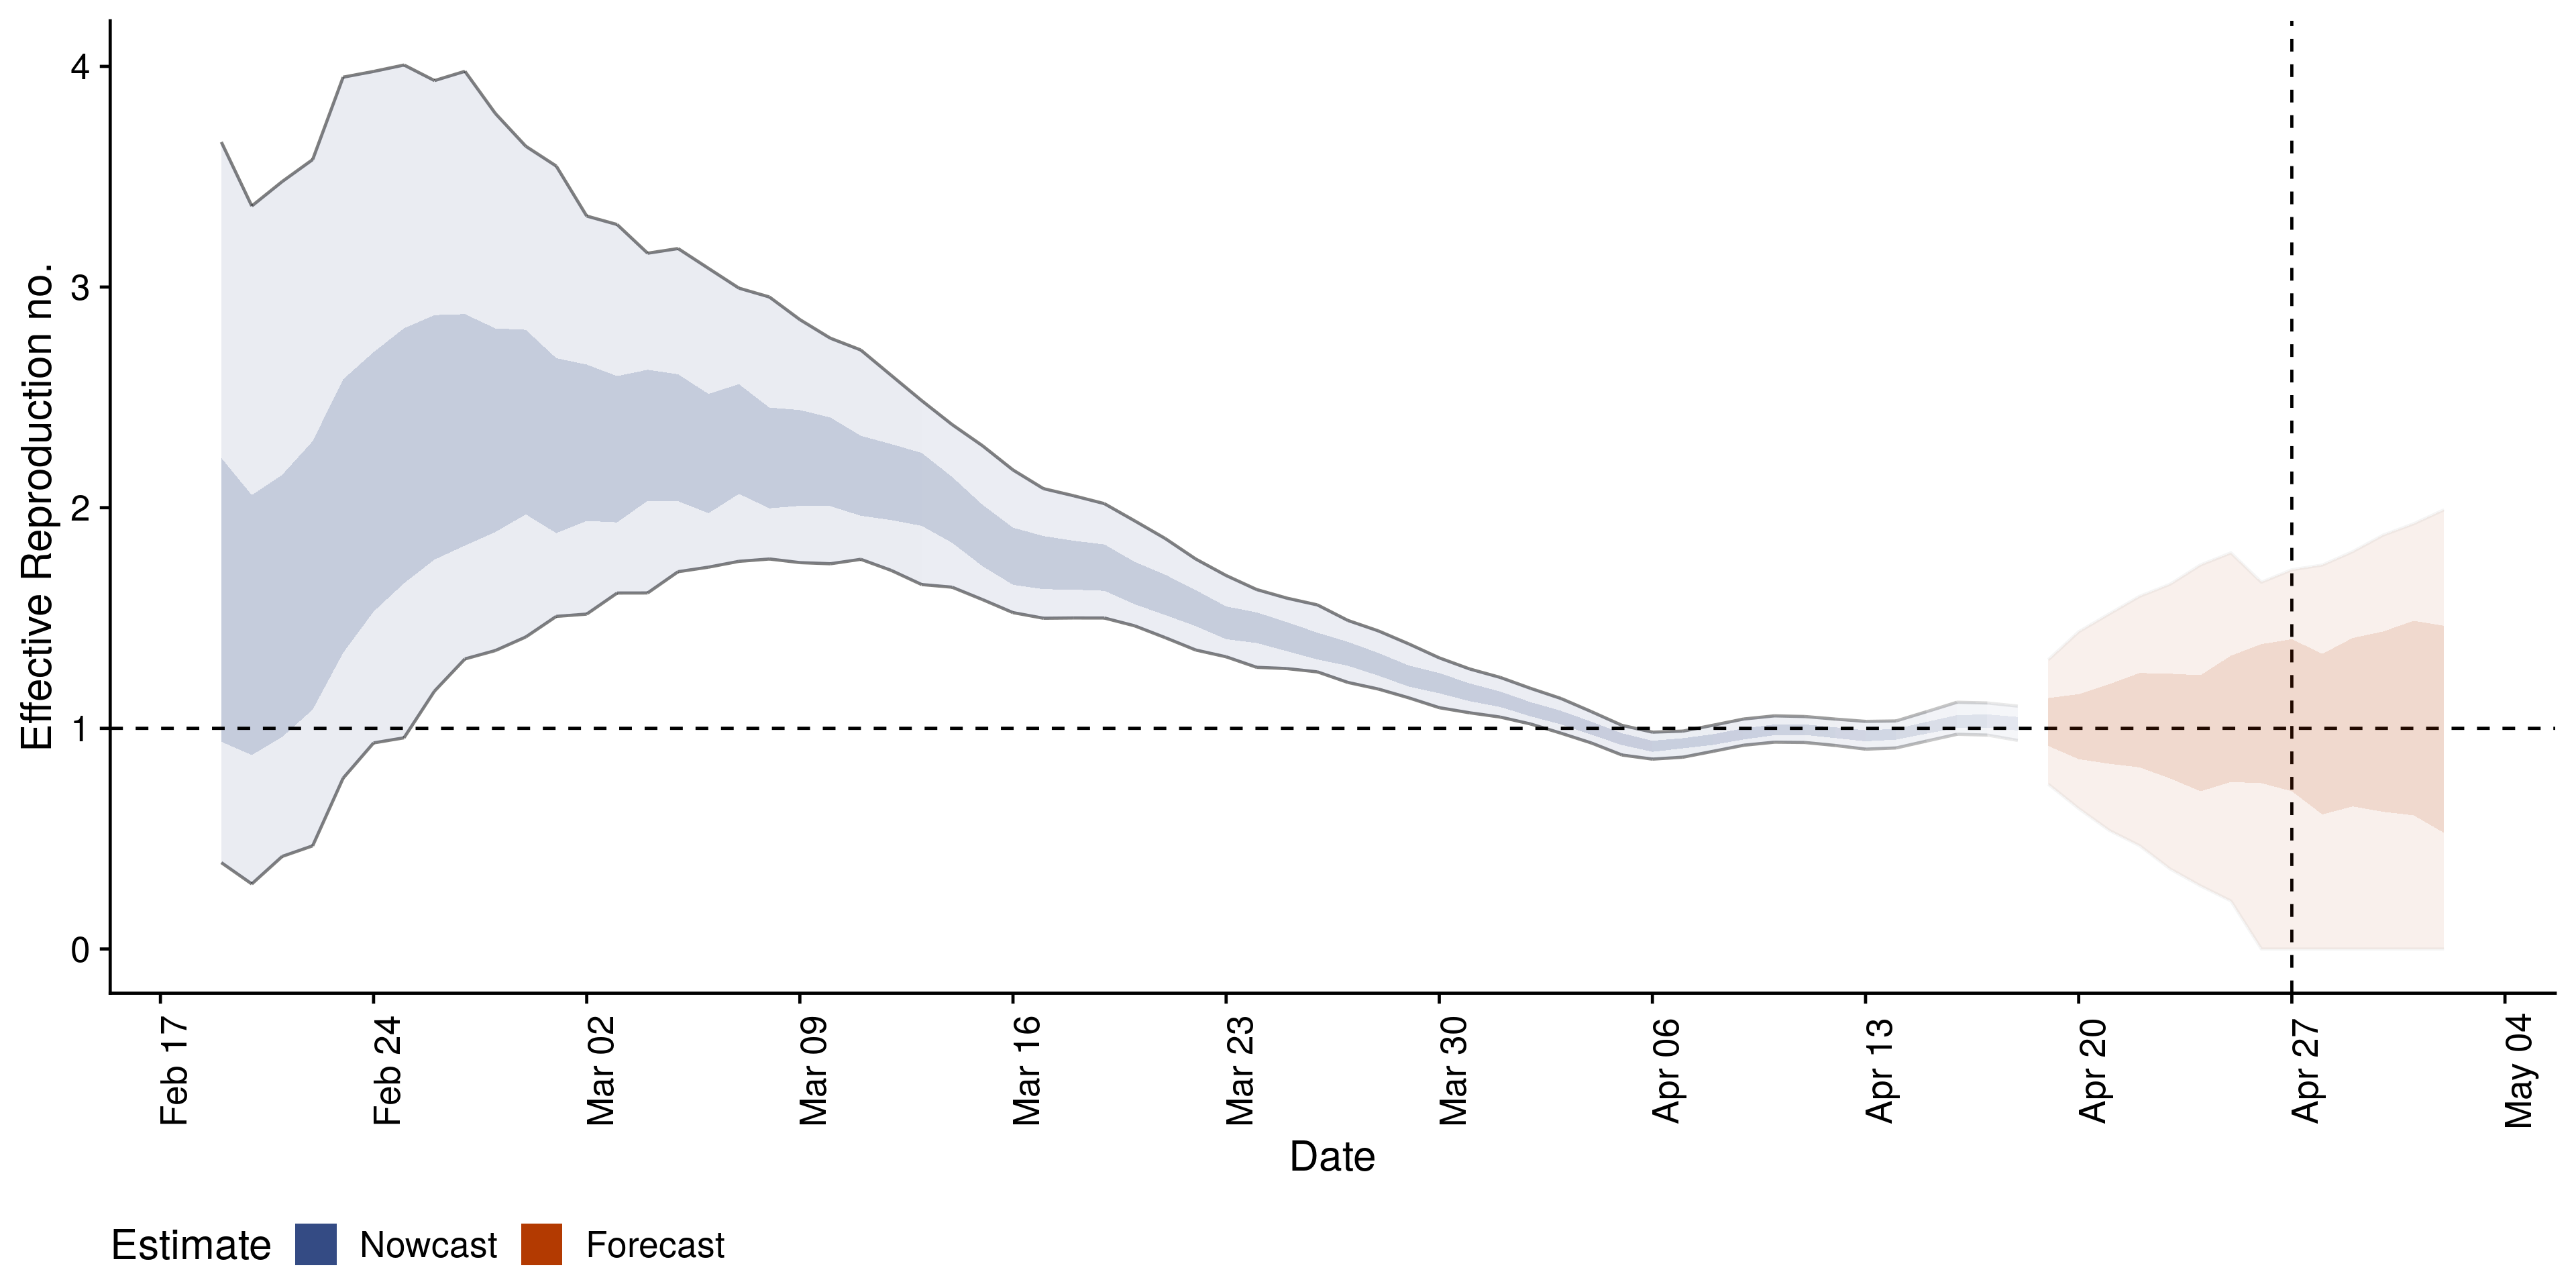 Effective Reproduction no.
4
3
2
1
0
Feb 17
Feb 24
Mar 02
Mar 09
Mar 16
Mar 23
Mar 30
Apr 06
Apr 13
Apr 20
Apr 27
May 04
Date
Estimate Nowcast Forecast